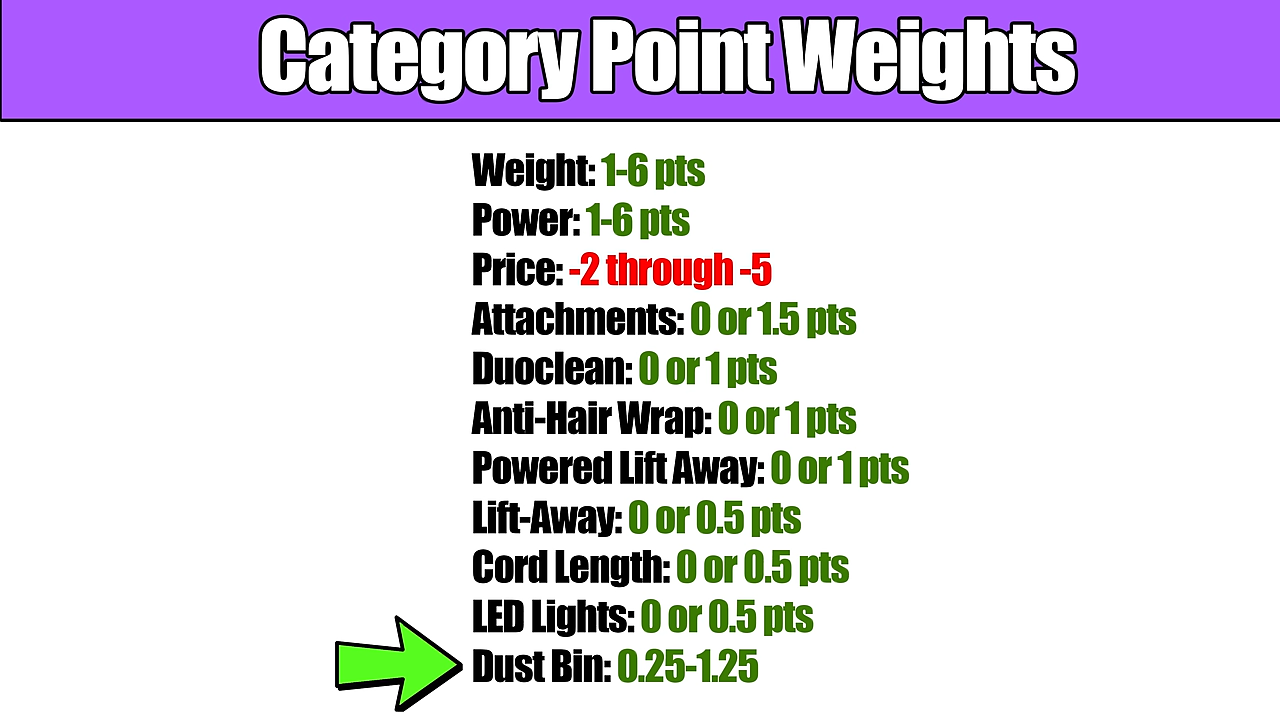 Category Point Weights
Weight: 1-6 pts
Power: 1-6 pts
Price: -2 through -5
Attachments: 0 or 1.5 pts
Duoclean: 0 or 1 pts
Anti-Hair Wrap: 0 or 1 pts
Powered Lift Away: 0 or 1 pts
Lift-Away: 0 or 0.5 pts
Cord Length: 0 or 0.5 pts
LED Lights: 0 or 0.5 pts
Dust Bin: 0.25-1.25